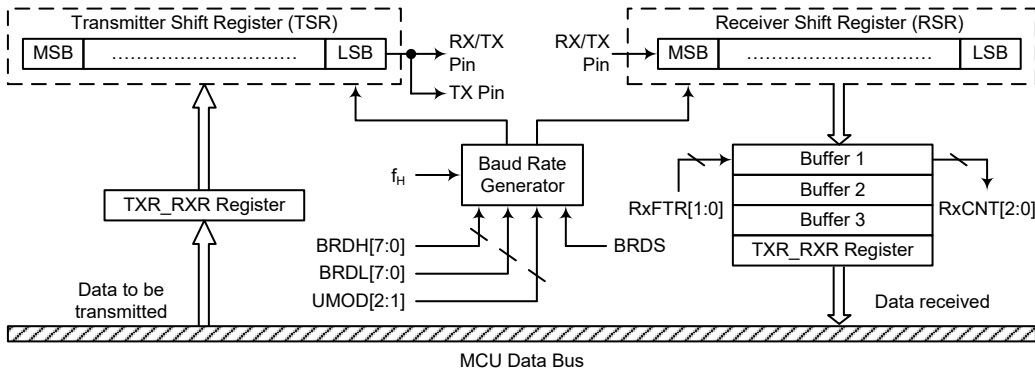 Transmitter Shift Register (TSR)
MSB ………………………… LSB
RX/TX
Pin
TX Pin
Receiver Shift Register (RSR)
RX/TX
Pin
MSB ………………………… LSB
fH
Baud Rate
Generator
TXR_RXR Register
BRDH[7:0]
BRDL[7:0]
UMOD[2:1]
BRDS
Buffer 1
Buffer 2
Buffer 3
TXR_RXR Register
RxFTR[1:0]
RxCNT[2:0]
Data to be
transmitted
Data received
MCU Data Bus